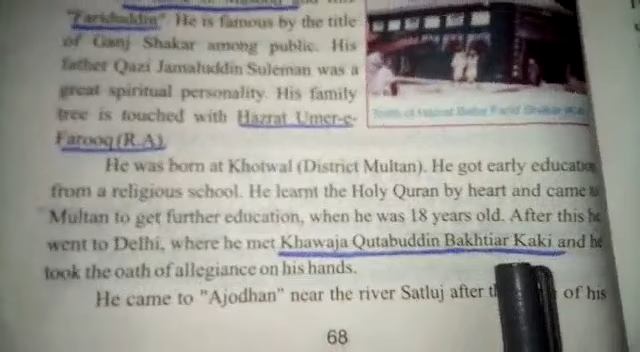 "Fariduddin" He is famous by the title
of Ganj Shakar among public. His
father Qazi Jamaluddin Suleman was a
great spiritual personality. His family
tree is touched with Hazrat Umer-e-
Farooq (R.A)
Tomb of Hazrat Baba Farid
He was born at Khotwal (District Multan). He got early education
from a religious school. He learnt the Holy Quran by heart and came to
Multan to get further education, when he was 18 years old. After this he
went to Delhi, where he met Khawaja Qutabuddin Bakhtiar Kaki and he
took the oath of allegiance on his hands.
He came to "Ajodhan" near the river Satluj after of his
68